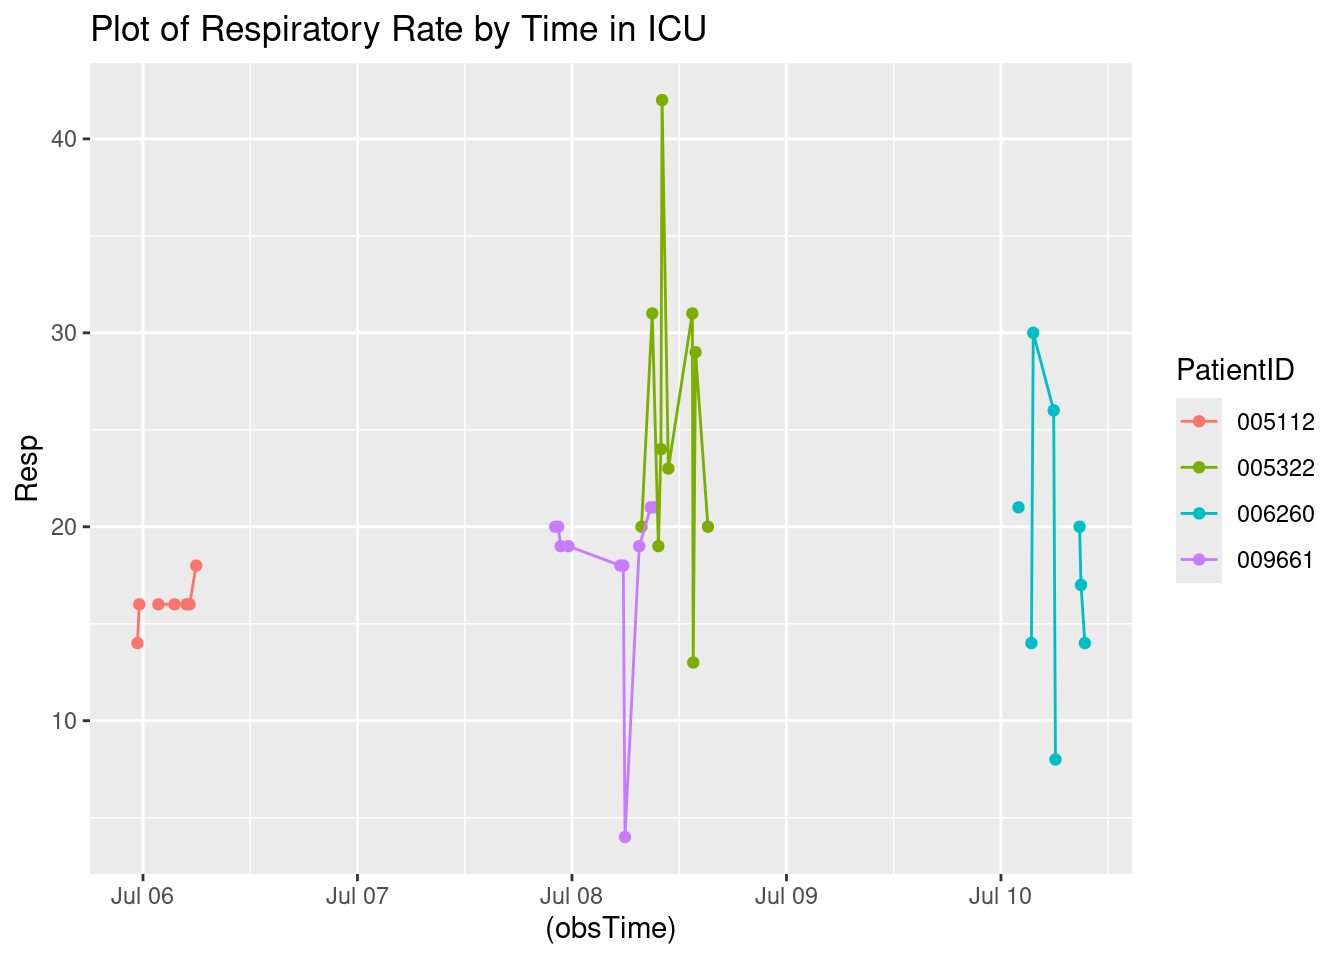 Plot of Respiratory Rate by Time in ICU
Resp
40
30
20
10
Jul 06 Jul 07 Jul 08 Jul 09 Jul 10
(obsTime)
PatientID
005112
005322
006260
009661